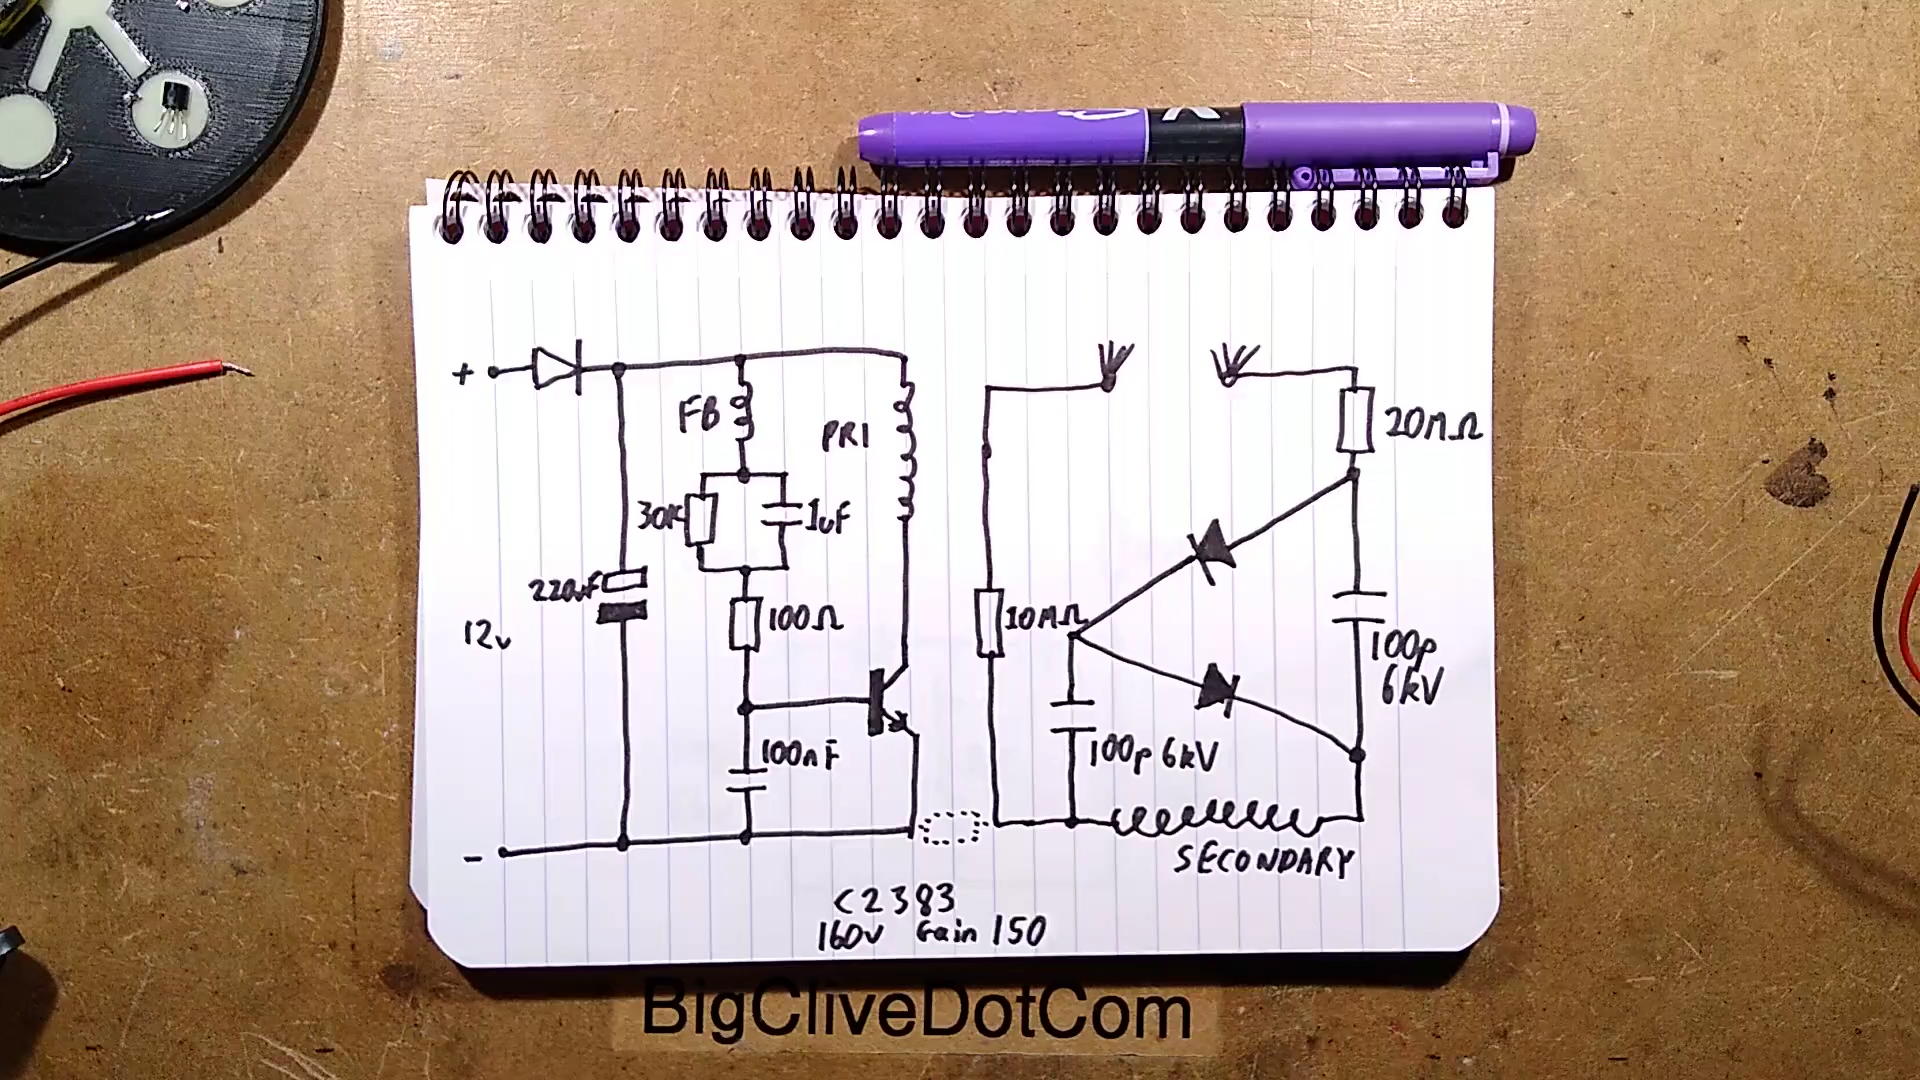 +
FB
PRI
20MΩ
30K
1uF
220uF
100Ω
10MΩ
12v
100p
6kV
100nF
100p 6kV
-
SECONDARY
C2383
160v Gain 150
BigCliveDotCom